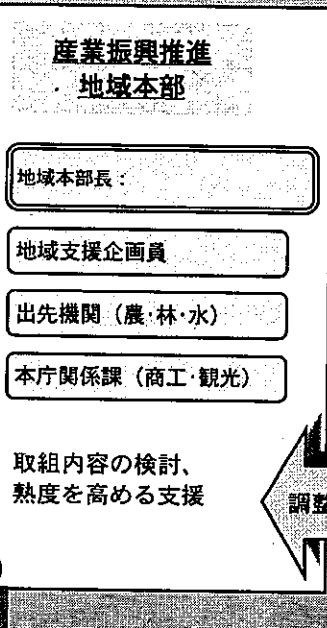 産業振興推進
地域本部
地域本部長：
地域支援企画員
出先機関（農・林・水）
本庁関係課（商工・観光）
取組内容の検討、
熟度を高める支援
調整